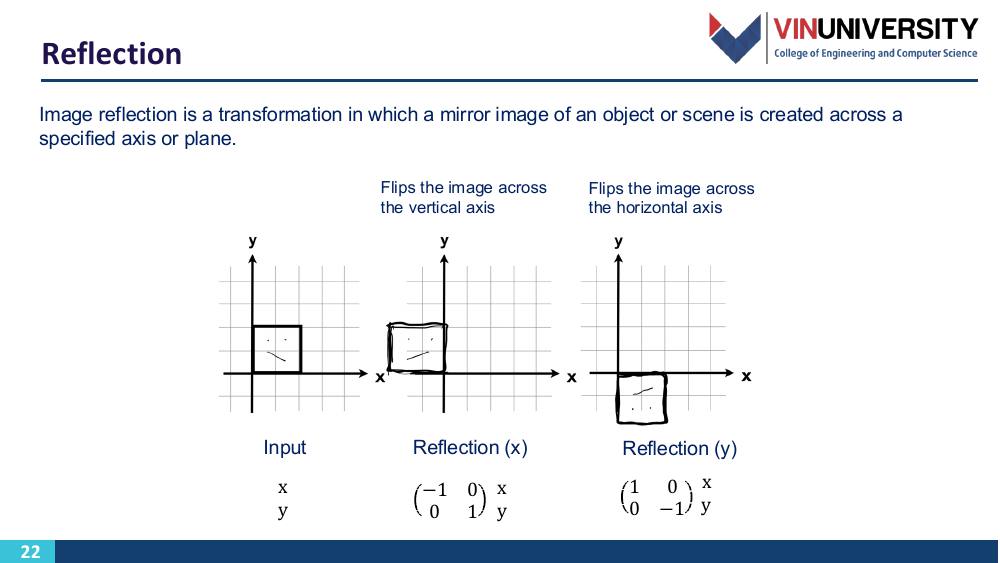 Reflection
VINUNIVERSITY
College of Engineering and Computer Science
Image reflection is a transformation in which a mirror image of an object or scene is created across a
specified axis or plane.
Flips the image across
the vertical axis
Flips the image across
the horizontal axis
y
x
y
x
y
x
Input
Reflection (x)
Reflection (y)
x
y
(−1 0) x
(0 1) y
(1 0) x
(0 −1) y
22